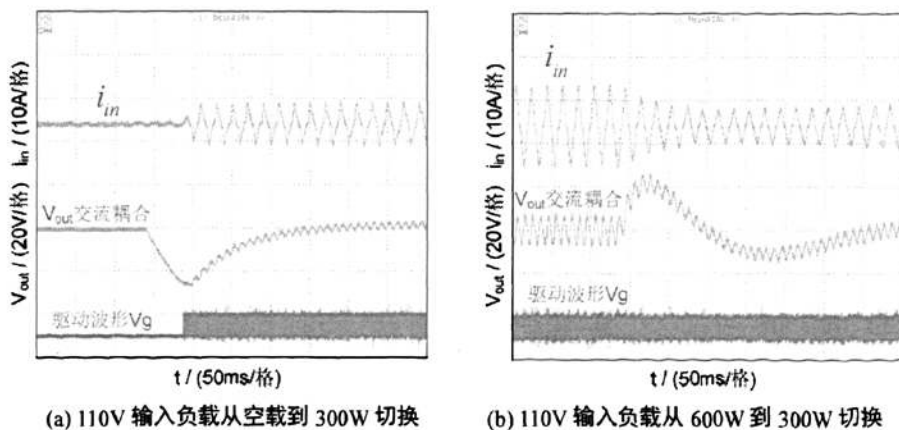 i_in
i_in
I_in / (10A/格)
I_in / (10A/格)
V_out交流耦合
V_out交流耦合
V_out / (20V/格)
V_out / (20V/格)
驱动波形Vg
驱动波形Vg
t / (50ms/格)
t / (50ms/格)
(a) 110V 输入负载从空载到 300W 切换
(b) 110V 输入负载从 600W 到 300W 切换